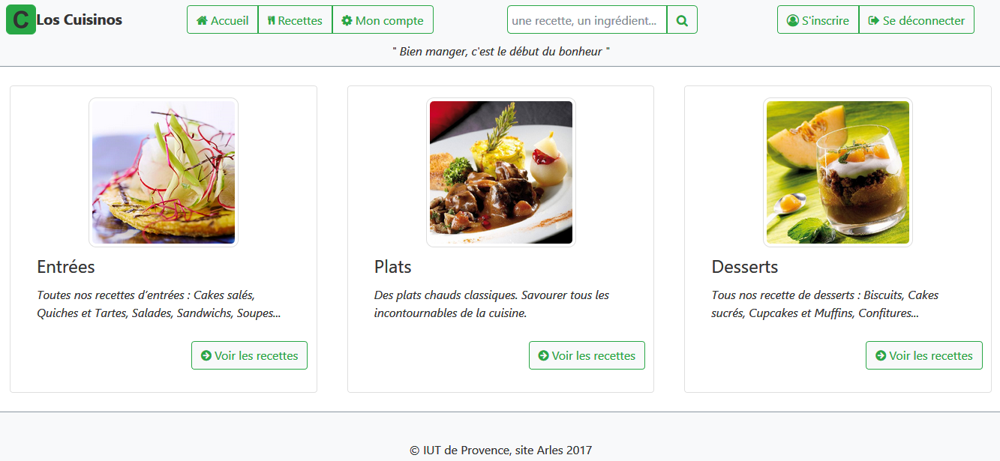 C Los Cuisinos
Accueil
Recettes
Mon compte
une recette, un ingrédient...
S'inscrire
Se déconnecter
" Bien manger, c'est le début du bonheur "
Entrées
Toutes nos recettes d’entrées : Cakes salés,
Quiches et Tartes, Salades, Sandwichs, Soupes...
Voir les recettes
Plats
Des plats chauds classiques. Savourer tous les
incontournables de la cuisine.
Voir les recettes
Desserts
Tous nos recette de desserts : Biscuits, Cakes
sucrés, Cupcakes et Muffins, Confitures...
Voir les recettes
© IUT de Provence, site Arles 2017